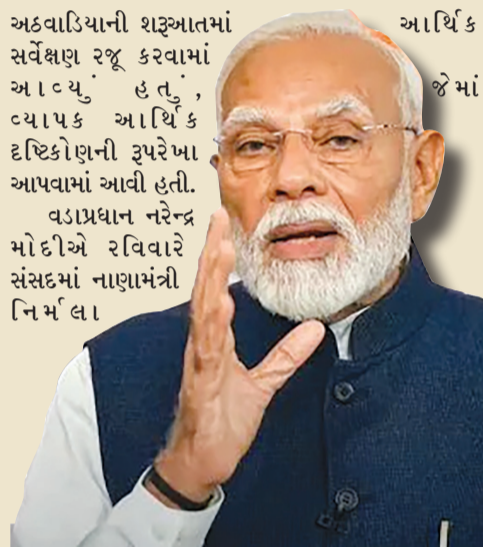 અઠવાડિયાની શરૂઆતમાં આર્થિક
સર્વેક્ષણ રજૂ કરવામાં
આવ્યું હતું, જેમાં
વ્યાપક આર્થિક
દૃષ્ટિકોણની રૂપરેખા
આપવામાં આવી હતી.
વડાપ્રધાન નરેન્દ્ર
મોદીએ રવિવારે
સંસદમાં નાણામંત્રી
નિર્મલા